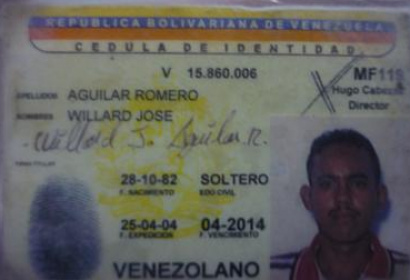 REPUBLICA BOLIVARIANA DE VENEZUELA
CEDULA DE IDENTIDAD
V 15.860.006
MF119
Hugo Cabezas
Director
APELLIDOS AGUILAR ROMERO
NOMBRES WILLARD JOSE
Willard J. Aguilar R.
FIRMA TITULAR
28-10-82 SOLTERO
F. NACIMIENTO EDO CIVIL
25-04-04 04-2014
F. EXPEDICION F. VENCIMIENTO
VENEZOLANO